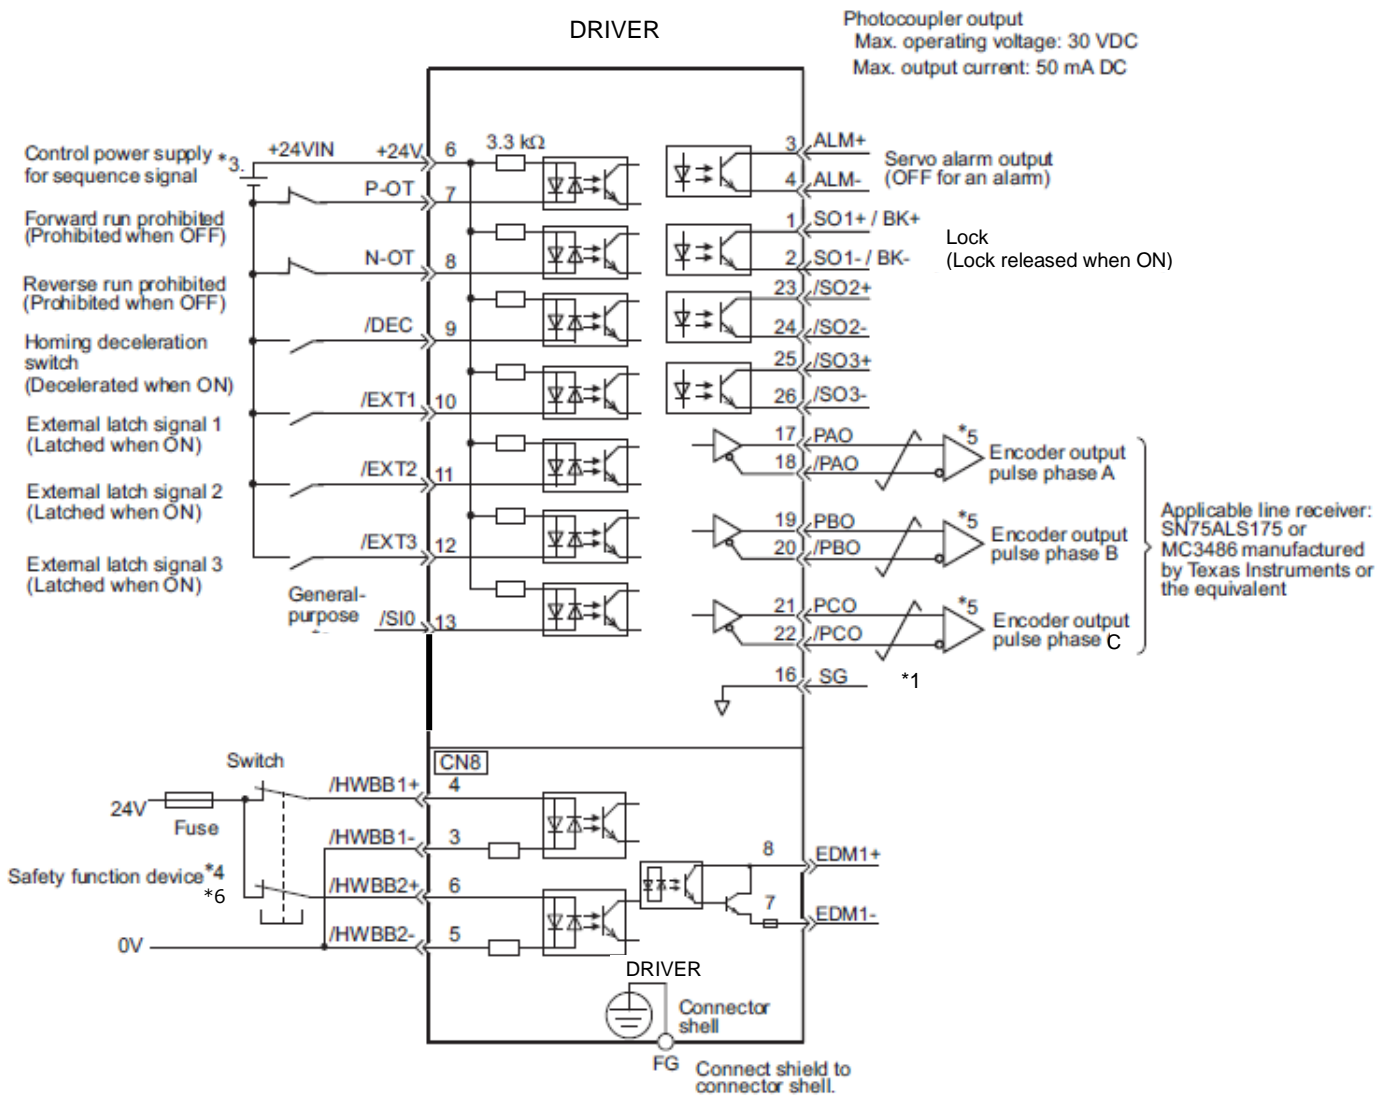 DRIVER
Photocoupler output
Max. operating voltage: 30 VDC
Max. output current: 50 mA DC
Control power supply *3.
for sequence signal
+24VIN
+24V
6
3.3 kΩ
P-OT
7
Forward run prohibited
(Prohibited when OFF)
N-OT
8
Reverse run prohibited
(Prohibited when OFF)
/DEC
9
Homing deceleration
switch
(Decelerated when ON)
/EXT1
10
External latch signal 1
(Latched when ON)
/EXT2
11
External latch signal 2
(Latched when ON)
/EXT3
12
External latch signal 3
(Latched when ON)
General-
purpose
/SI0
13
3
ALM+
4
ALM-
Servo alarm output
(OFF for an alarm)
1
SO1+ / BK+
2
SO1- / BK-
Lock
(Lock released when ON)
23
/SO2+
24
/SO2-
25
/SO3+
26
/SO3-
17
PAO
18
/PAO
*5
Encoder output
pulse phase A
19
PBO
20
/PBO
*5
Encoder output
pulse phase B
21
PCO
22
/PCO
*5
Encoder output
pulse phase C
Applicable line receiver:
SN75ALS175 or
MC3486 manufactured
by Texas Instruments or
the equivalent
16
SG
*1
CN8
Switch
24V
Fuse
/HWBB1+
4
/HWBB1-
3
Safety function device *4
*6
/HWBB2+
6
/HWBB2-
5
0V
8
EDM1+
7
EDM1-
DRIVER
Connector
shell
FG
Connect shield to
connector shell.